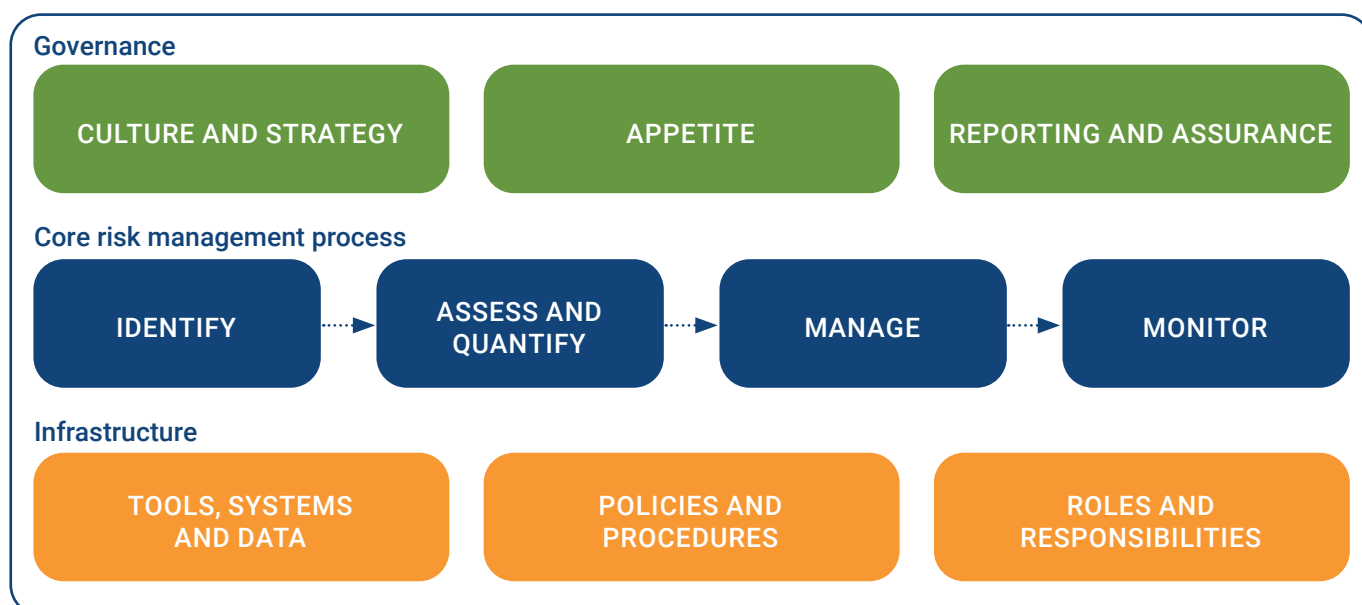 Governance
CULTURE AND STRATEGY
APPETITE
REPORTING AND ASSURANCE
Core risk management process
IDENTIFY
ASSESS AND
QUANTIFY
MANAGE
MONITOR
Infrastructure
TOOLS, SYSTEMS
AND DATA
POLICIES AND
PROCEDURES
ROLES AND
RESPONSIBILITIES